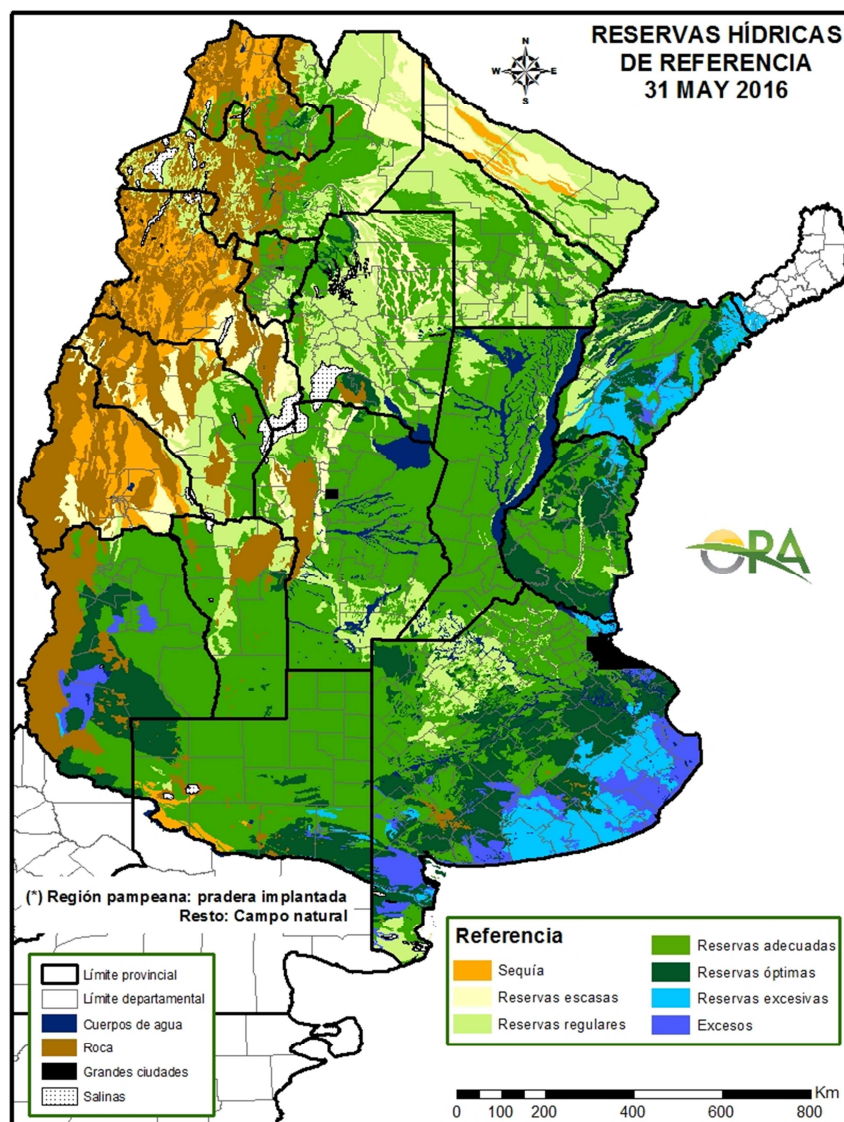 RESERVAS HÍDRICAS
DE REFERENCIA
31 MAY 2016
N
W
E
S
OPA
(*) Región pampeana: pradera implantada
Resto: Campo natural
Límite provincial
Límite departamental
Cuerpos de agua
Roca
Grandes ciudades
Salinas
Referencia
Sequía
Reservas escasas
Reservas regulares
Reservas adecuadas
Reservas óptimas
Reservas excesivas
Excesos
Km
0 100 200 400 600 800